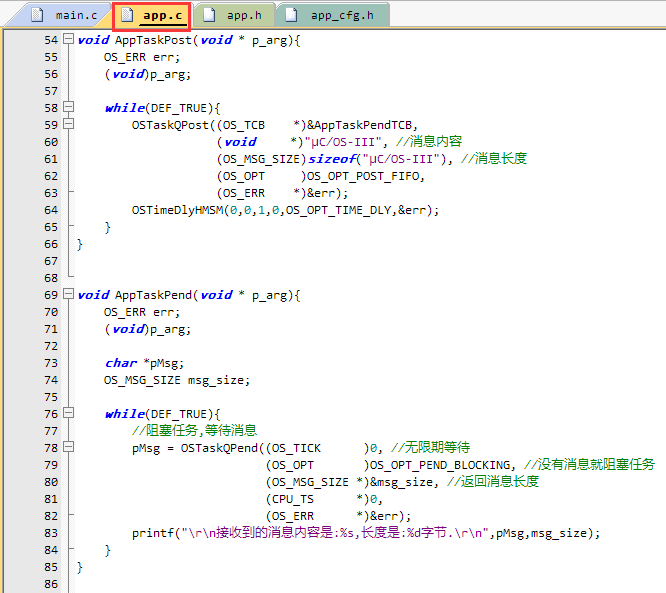 main.c app.c app.h app_cfg.h
54 void AppTaskPost(void * p_arg){
55 OS_ERR err;
56 (void)p_arg;
57
58 while(DEF_TRUE){
59 OSTaskQPost((OS_TCB *)&AppTaskPendTCB,
60 (void *)"μC/OS-III", //消息内容
61 (OS_MSG_SIZE)sizeof("μC/OS-III"), //消息长度
62 (OS_OPT )OS_OPT_POST_FIFO,
63 (OS_ERR *)&err);
64 OSTimeDlyHMSM(0,0,1,0,OS_OPT_TIME_DLY,&err);
65 }
66 }
67
68
69 void AppTaskPend(void * p_arg){
70 OS_ERR err;
71 (void)p_arg;
72
73 char *pMsg;
74 OS_MSG_SIZE msg_size;
75
76 while(DEF_TRUE){
77 //阻塞任务,等待消息
78 pMsg = OSTaskQPend((OS_TICK )0, //无限期等待
79 (OS_OPT )OS_OPT_PEND_BLOCKING, //没有消息就阻塞任务
80 (OS_MSG_SIZE *)&msg_size, //返回消息长度
81 (CPU_TS *)0,
82 (OS_ERR *)&err);
83 printf("\r\n接收到的消息内容是:%s,长度是:%d字节.\r\n",pMsg,msg_size);
84 }
85 }
86